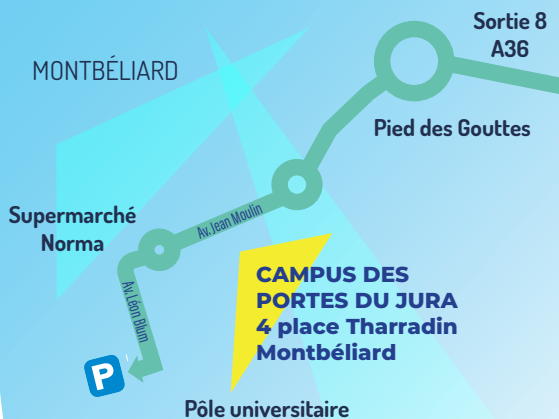 Sortie 8
A36
MONTBÉLIARD
Pied des Gouttes
Supermarché
Norma
Av. Jean Moulin
Av. Léon Blum
CAMPUS DES
PORTES DU JURA
4 place Tharradin
Montbéliard
P
Pôle universitaire